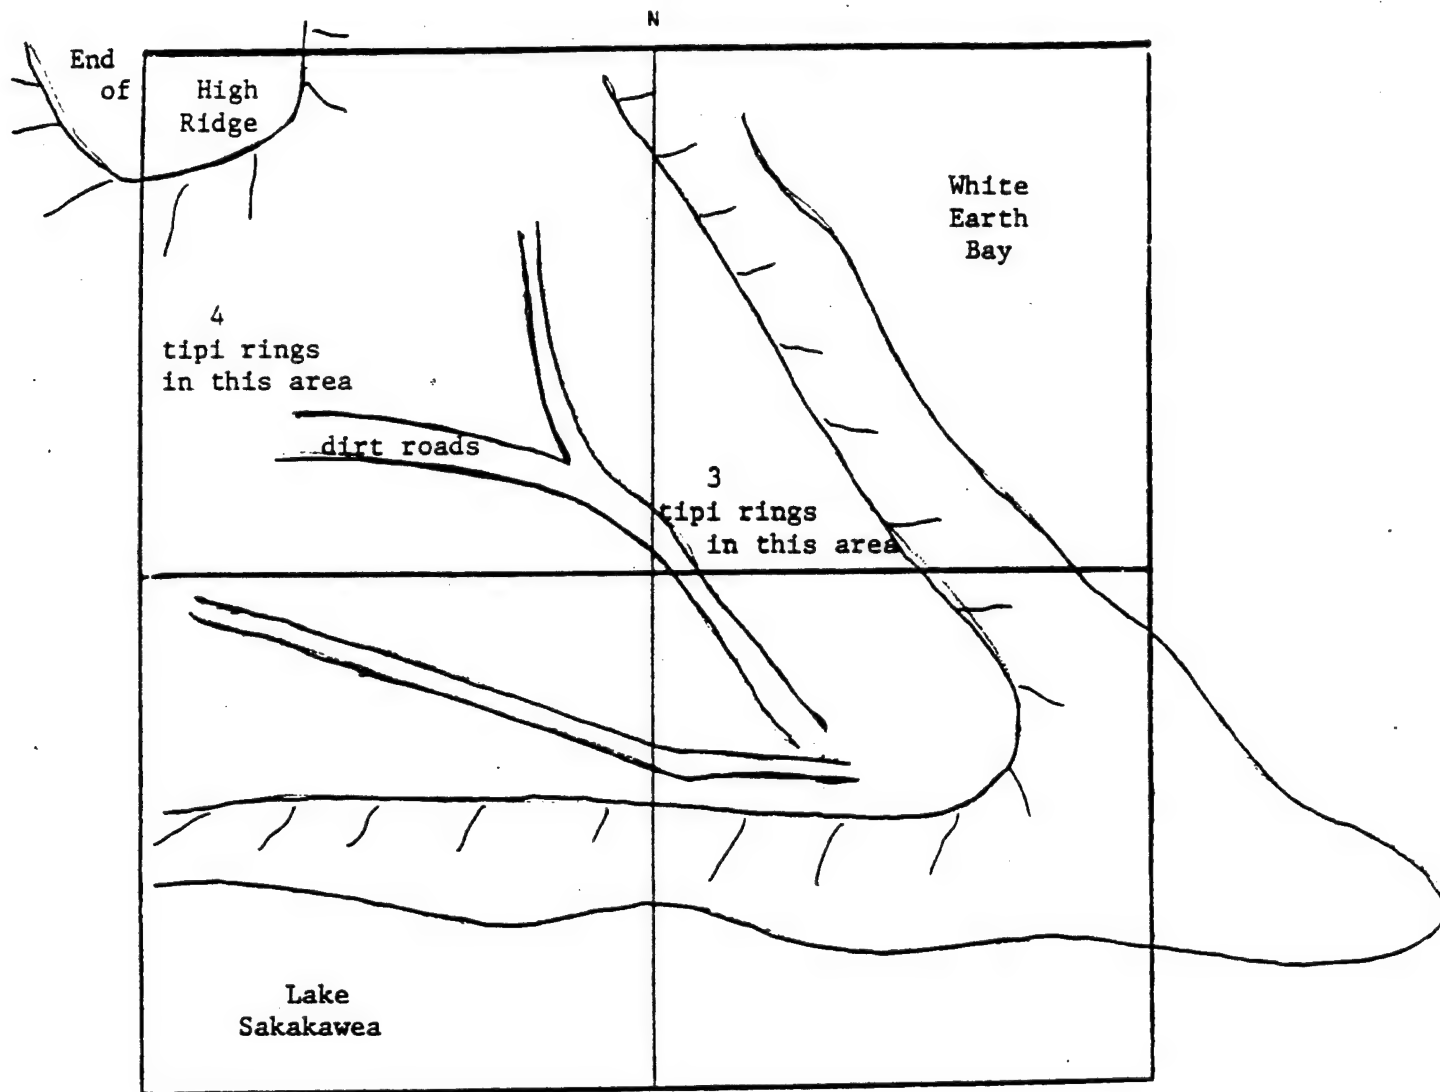 N
End
of
High
Ridge
White
Earth
Bay
4
tipi rings
in this area
dirt roads
3
tipi rings
in this area
Lake
Sakakawea